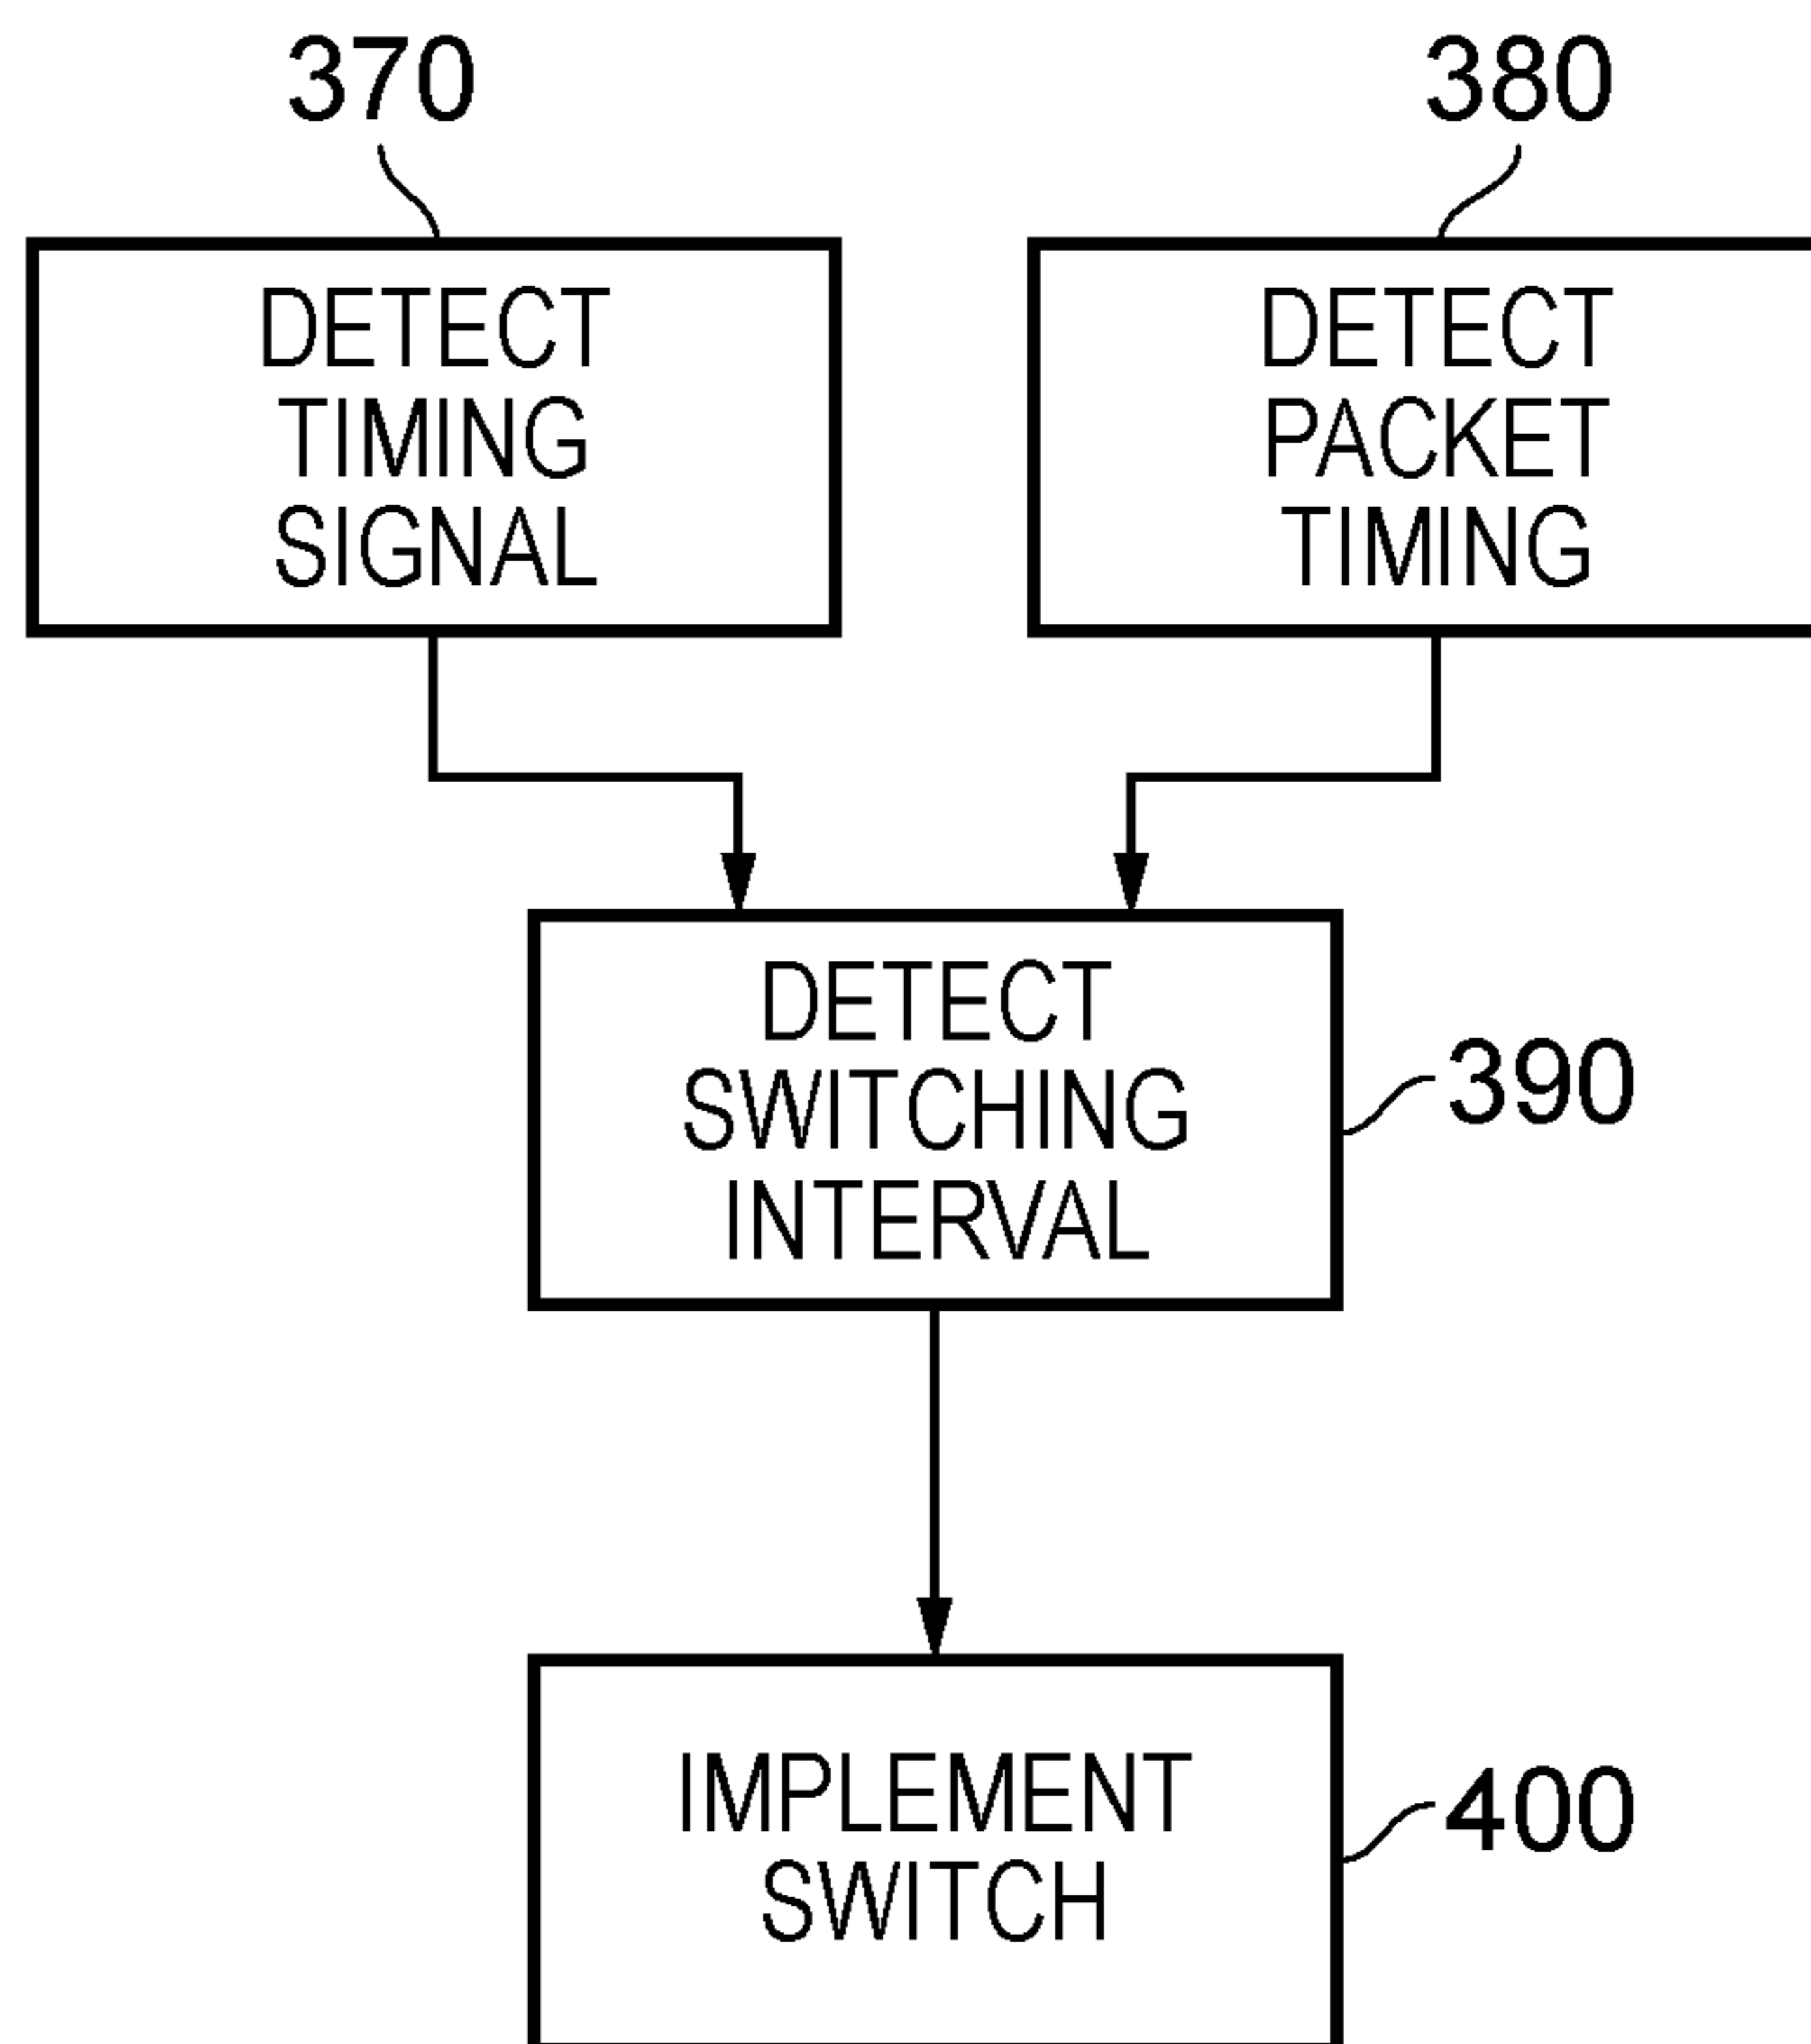 370
380
DETECT
TIMING
SIGNAL
DETECT
PACKET
TIMING
DETECT
SWITCHING
INTERVAL
390
IMPLEMENT
SWITCH
400